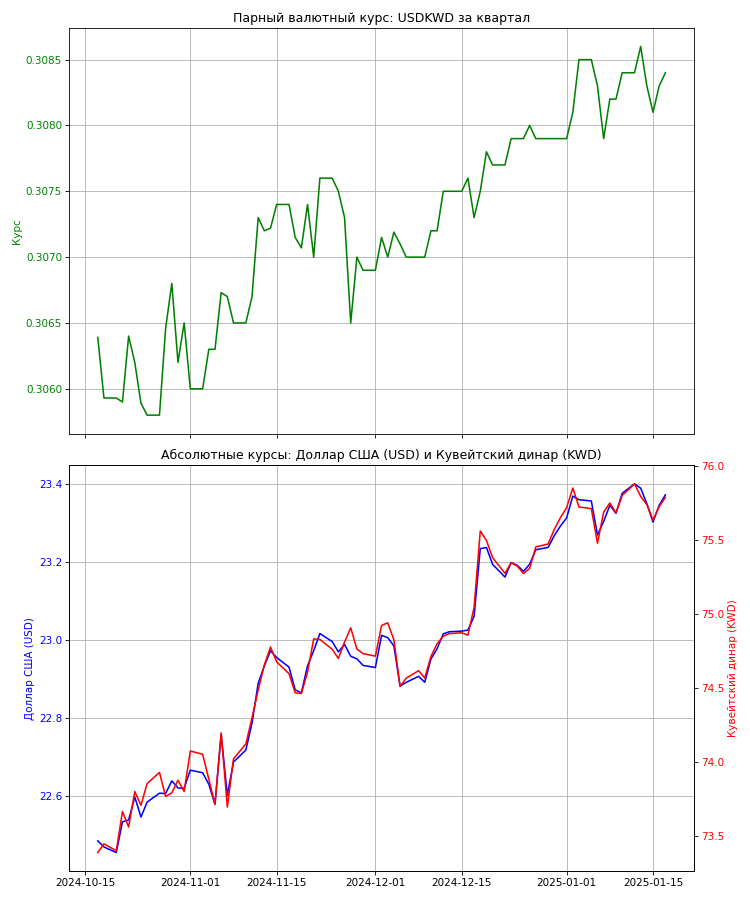 Парный валютный курс: USDKWD за квартал
0.3085
0.3080
0.3075
0.3070
0.3065
0.3060
Курс
Абсолютные курсы: Доллар США (USD) и Кувейтский динар (KWD)
23.4
23.2
23.0
22.8
22.6
Доллар США (USD)
76.0
75.5
75.0
74.5
74.0
73.5
Кувейтский динар (KWD)
2024-10-15 2024-11-01 2024-11-15 2024-12-01 2024-12-15 2025-01-01 2025-01-15